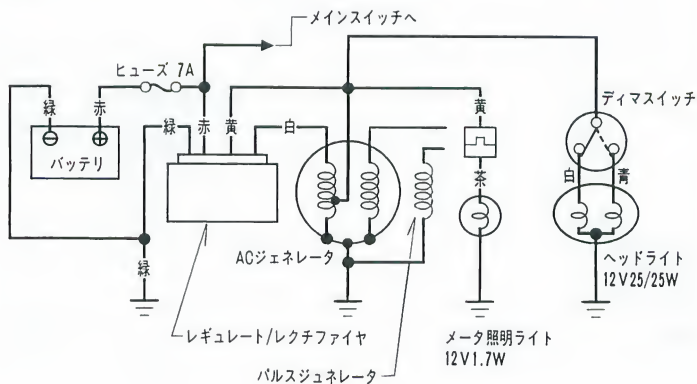 メインスイッチへ
ヒューズ 7A
ディマスイッチ
緑
赤
黄
緑
赤
黄
白
バッテリ
茶
白
青
緑
ACジェネレータ
ヘッドライト
12V25/25W
レギュレート/レクチファイヤ
メータ照明ライト
12V1.7W
パルスジュネレータ